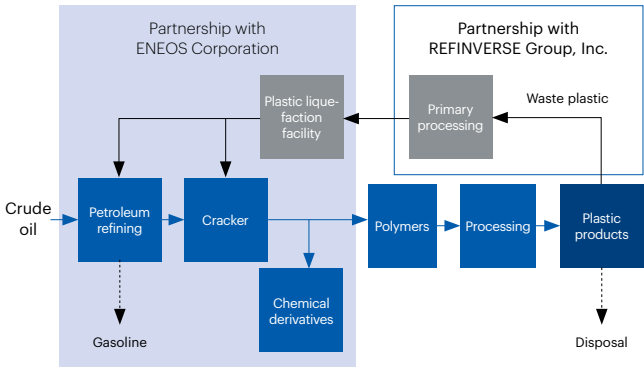 Partnership with
ENEOS Corporation
Partnership with
REFINVERSE Group, Inc.
Plastic lique-
faction
facility
Primary
processing
Waste plastic
Crude
oil
Petroleum
refining
Cracker
Polymers
Processing
Plastic
products
Chemical
derivatives
Gasoline
Disposal